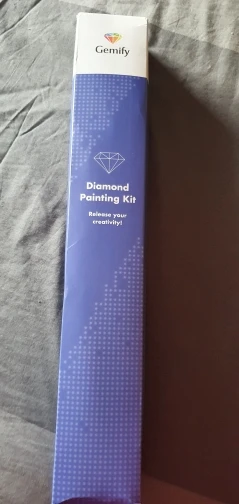 Gemify
Diamond
Painting Kit
Release your
creativity!